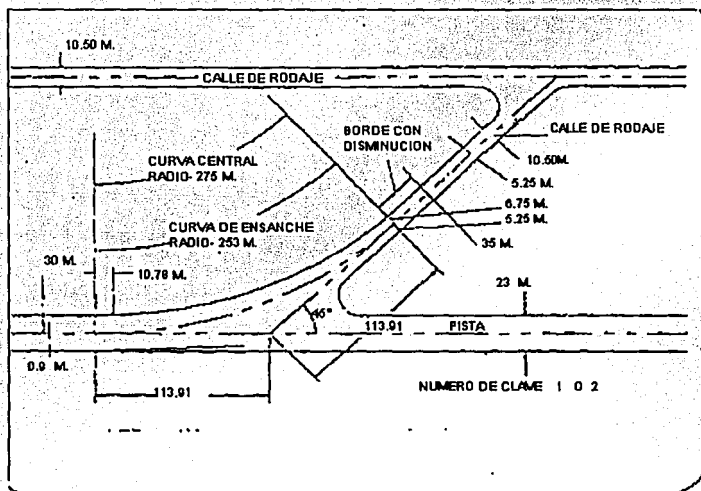 10.50 M.
CALLE DE RODAJE
BORDE CON
DISMINUCION
CALLE DE RODAJE
10.50M.
5.25 M.
6.75 M.
5.25 M.
35 M.
CURVA CENTRAL
RADIO- 275 M.
CURVA DE ENSANCHE
RADIO- 253 M.
30 M.
10.78 M.
23 M.
45°
113.91
PISTA
0.9 M.
113.91
NUMERO DE CLAVE 1 O 2